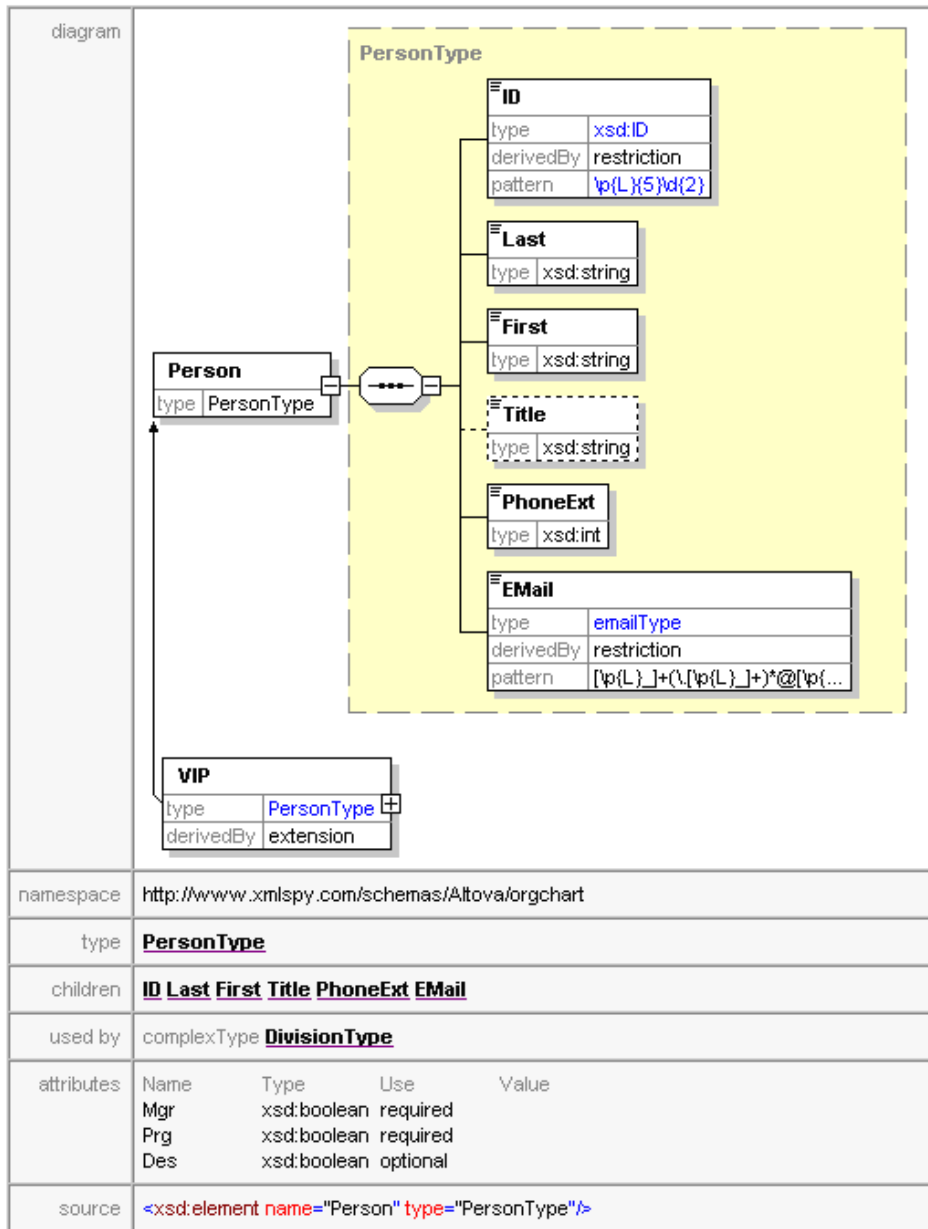 diagram
PersonType
ID
type xsd:ID
derivedBy restriction
pattern \p{L}{5}\d{2}
Last
type xsd:string
First
type xsd:string
Person
type PersonType
Title
type xsd:string
PhoneExt
type xsd:int
EMail
type emailType
derivedBy restriction
pattern [\p{L}_]+(\.[\p{L}_]+)*@[\p{...
VIP
type PersonType
derivedBy extension
namespace http://www.xmlspy.com/schemas/Altova/orgchart
type PersonType
children ID Last First Title PhoneExt EMail
used by complexType DivisionType
attributes Name Type Use Value
Mgr xsd:boolean required
Prg xsd:boolean required
Des xsd:boolean optional
source <xsd:element name="Person" type="PersonType"/>